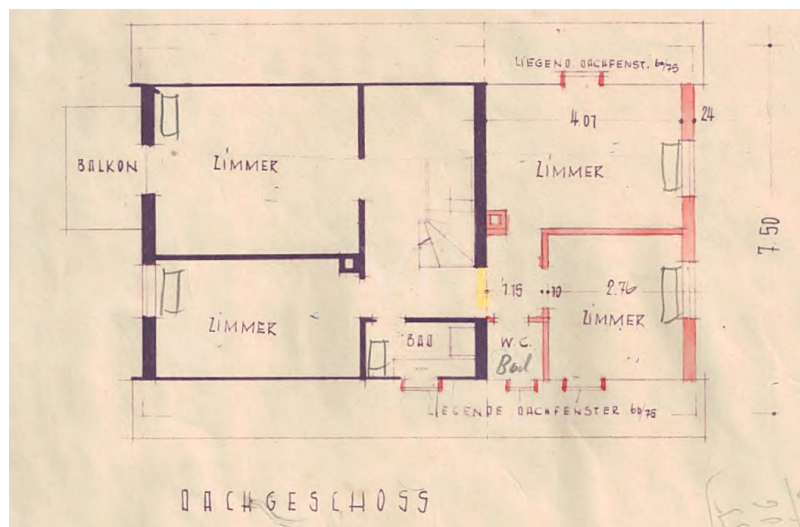 LIEGEND DACHFENST. 60/75
4.01
24
BALKON
ZIMMER
ZIMMER
7.50
1.15
10
2.76
ZIMMER
ZIMMER
BAD
W.C.
Bad
LIEGENDE DACHFENSTER 60/75
DACHGESCHOSS